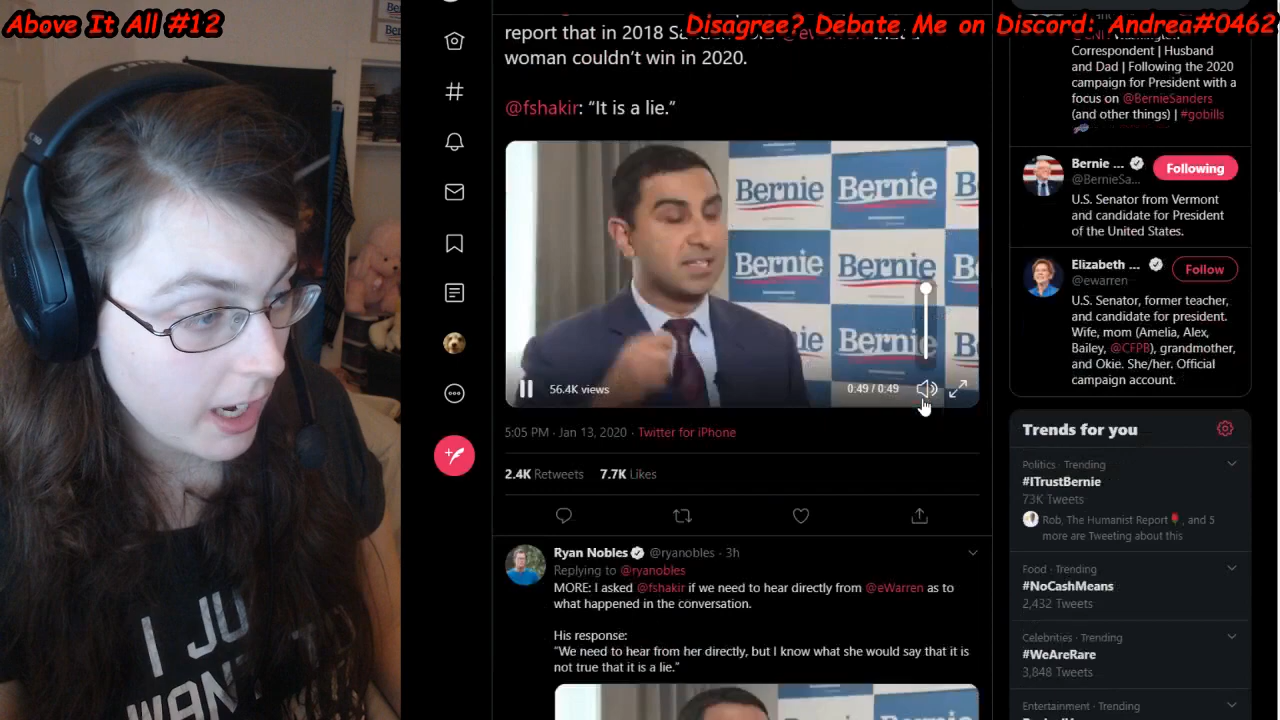 Above It All #12
Disagree? Debate Me on Discord: Andrea#0462
report that in 2018
woman couldn't win in 2020.
@fshakir: “It is a lie.”
Bernie
Bernie
B
Bernie
Bernie
Be
Bernie
56.4K views
0:49 / 0:49
5:05 PM · Jan 13, 2020 · Twitter for iPhone
2.4K Retweets 7.7K Likes
Ryan Nobles @ryanobles · 3h
Replying to @ryanobles
MORE: I asked @fshakir if we need to hear directly from @eWarren as to
what happened in the conversation.
His response:
“We need to hear from her directly, but I know what she would say that it is
not true that it is a lie.”
Correspondent | Husband
and Dad | Following the 2020
campaign for President with a
focus on @BernieSanders
(and other things) | #gobills
Bernie ...
Following
@BernieSa...
U.S. Senator from Vermont
and candidate for President
of the United States.
Elizabeth ...
Follow
@ewarren
U.S. Senator, former teacher,
and candidate for president.
Wife, mom (Amelia, Alex,
Bailey, @CFPB), grandmother,
and Okie. She/her. Official
campaign account.
Trends for you
Politics · Trending
#ITrustBernie
73K Tweets
Rob, The Humanist Report🌹, and 5
more are Tweeting about this
Food · Trending
#NoCashMeans
2,432 Tweets
Celebrities · Trending
#WeAreRare
3,848 Tweets
Entertainment · Trending
I JU
WAN